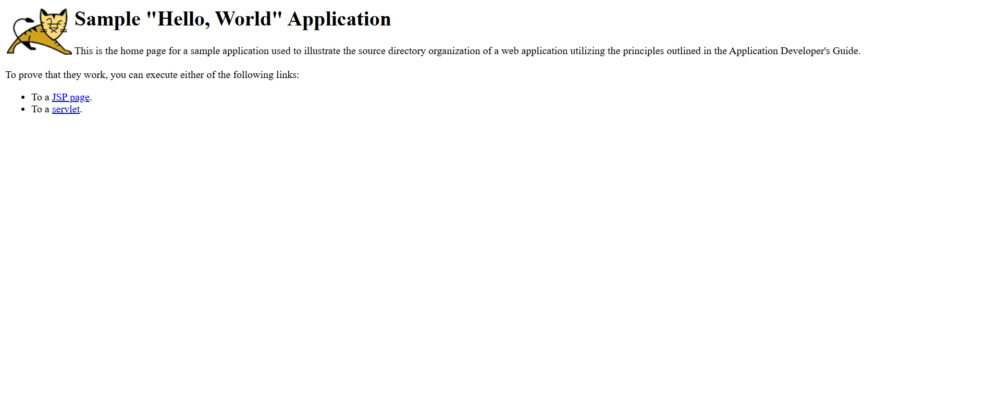 Sample "Hello, World" Application
This is the home page for a sample application used to illustrate the source directory organization of a web application utilizing the principles outlined in the Application Developer's Guide.
To prove that they work, you can execute either of the following links:
• To a JSP page.
• To a servlet.